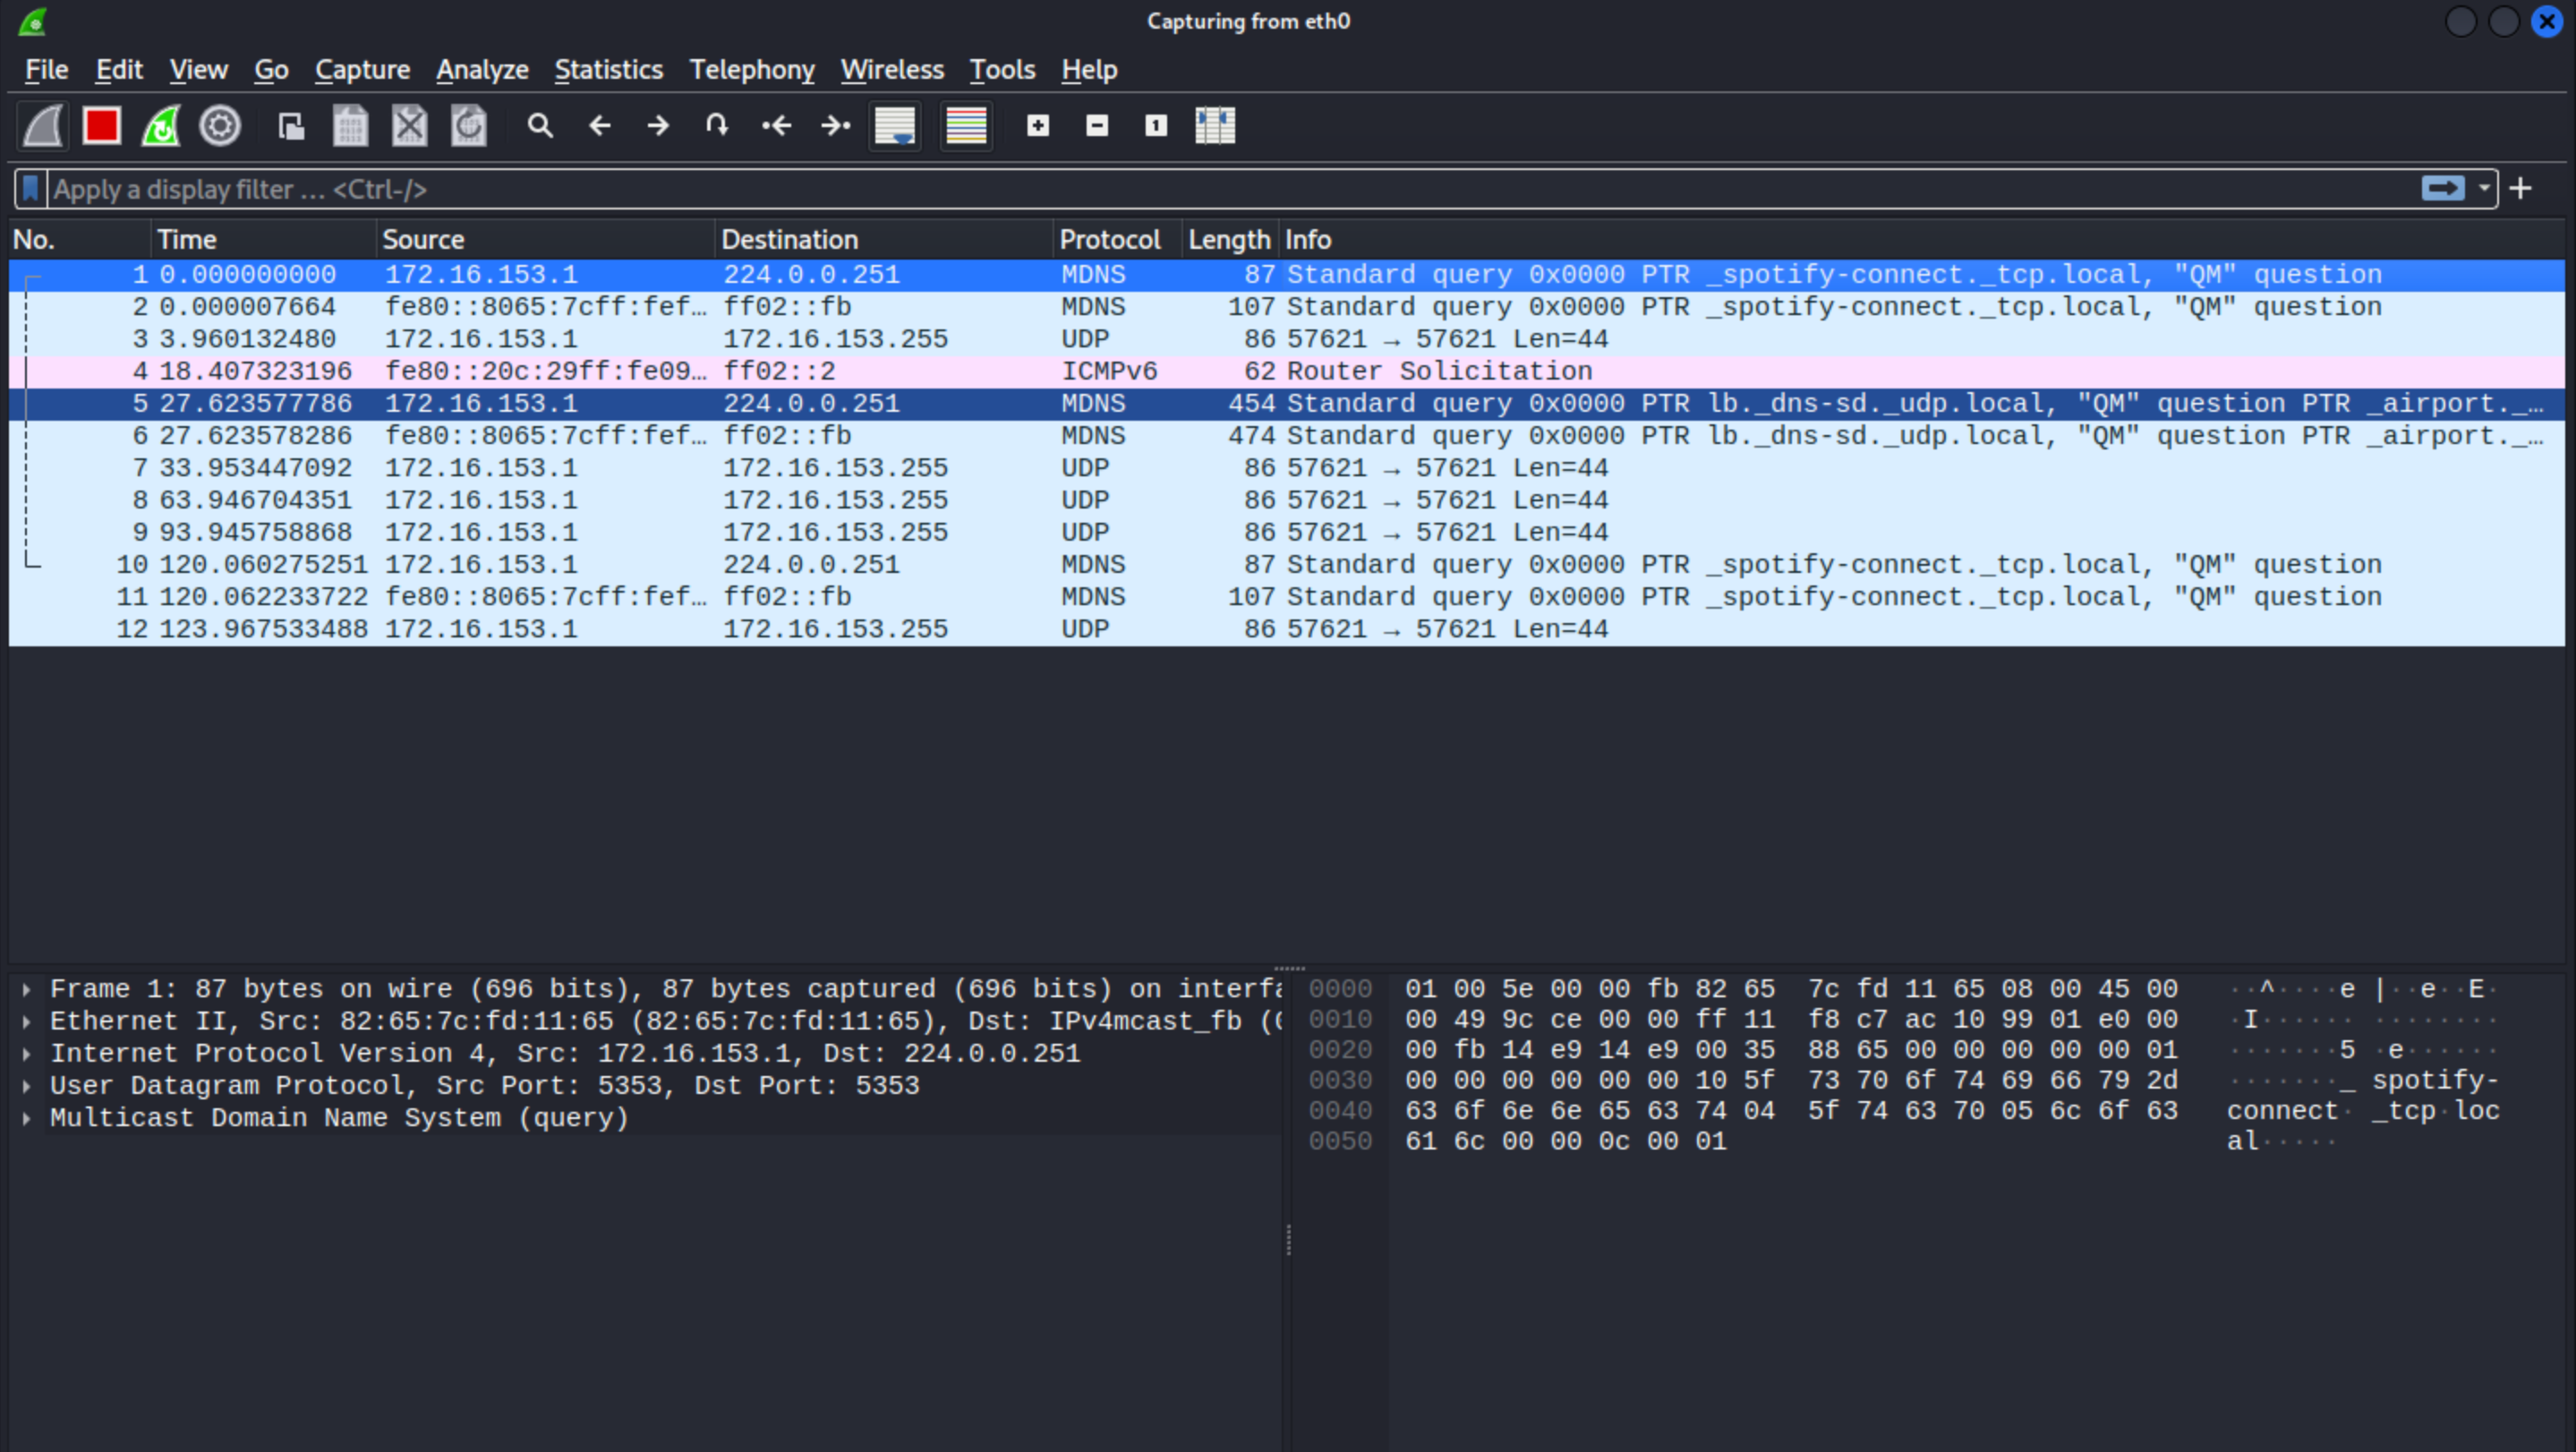 Capturing from eth0
File Edit View Go Capture Analyze Statistics Telephony Wireless Tools Help
Apply a display filter … <Ctrl-/>
No. Time Source Destination Protocol Length Info
1 0.000000000 172.16.153.1 224.0.0.251 MDNS 87 Standard query 0x0000 PTR _spotify-connect._tcp.local, "QM" question
2 0.000007664 fe80::8065:7cff:fef… ff02::fb MDNS 107 Standard query 0x0000 PTR _spotify-connect._tcp.local, "QM" question
3 3.960132480 172.16.153.1 172.16.153.255 UDP 86 57621 → 57621 Len=44
4 18.407323196 fe80::20c:29ff:fe09… ff02::2 ICMPv6 62 Router Solicitation
5 27.623577786 172.16.153.1 224.0.0.251 MDNS 454 Standard query 0x0000 PTR lb._dns-sd._udp.local, "QM" question PTR _airport._…
6 27.623578286 fe80::8065:7cff:fef… ff02::fb MDNS 474 Standard query 0x0000 PTR lb._dns-sd._udp.local, "QM" question PTR _airport._…
7 33.953447092 172.16.153.1 172.16.153.255 UDP 86 57621 → 57621 Len=44
8 63.946704351 172.16.153.1 172.16.153.255 UDP 86 57621 → 57621 Len=44
9 93.945758868 172.16.153.1 172.16.153.255 UDP 86 57621 → 57621 Len=44
10 120.060275251 172.16.153.1 224.0.0.251 MDNS 87 Standard query 0x0000 PTR _spotify-connect._tcp.local, "QM" question
11 120.062233722 fe80::8065:7cff:fef… ff02::fb MDNS 107 Standard query 0x0000 PTR _spotify-connect._tcp.local, "QM" question
12 123.967533488 172.16.153.1 172.16.153.255 UDP 86 57621 → 57621 Len=44
Frame 1: 87 bytes on wire (696 bits), 87 bytes captured (696 bits) on interfa
Ethernet II, Src: 82:65:7c:fd:11:65 (82:65:7c:fd:11:65), Dst: IPv4mcast_fb (0
Internet Protocol Version 4, Src: 172.16.153.1, Dst: 224.0.0.251
User Datagram Protocol, Src Port: 5353, Dst Port: 5353
Multicast Domain Name System (query)
0000 01 00 5e 00 00 fb 82 65 7c fd 11 65 08 00 45 00 ··^····e |··e··E·
0010 00 49 9c ce 00 00 ff 11 f8 c7 ac 10 99 01 e0 00 ·I······ ········
0020 00 fb 14 e9 14 e9 00 35 88 65 00 00 00 00 00 01 ·······5 ·e······
0030 00 00 00 00 00 00 10 5f 73 70 6f 74 69 66 79 2d ·······_ spotify-
0040 63 6f 6e 6e 65 63 74 04 5f 74 63 70 05 6c 6f 63 connect· _tcp·loc
0050 61 6c 00 00 0c 00 01 al·····